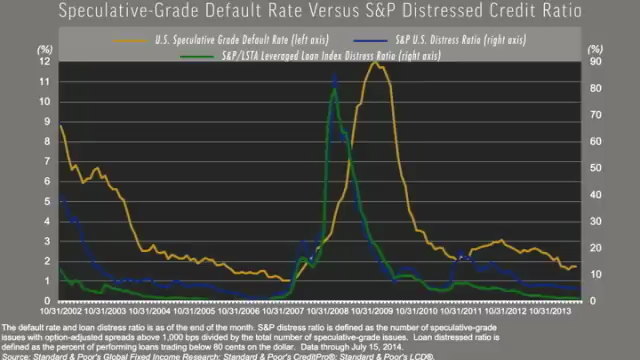 Speculative-Grade Default Rate Versus S&P Distressed Credit Ratio
U.S. Speculative Grade Default Rate (left axis) S&P U.S. Distress Ratio (right axis)
S&P/LSTA Leveraged Loan Index Distress Ratio (right axis)
(%) (%)
12 90
11 80
10
9 70
8 60
7
6 50
5 40
4 30
3
2 20
1 10
0 0
10/31/2002 10/31/2003 10/31/2004 10/31/2005 10/31/2006 10/31/2007 10/31/2008 10/31/2009 10/31/2010 10/31/2011 10/31/2012 10/31/2013
The default rate and loan distress ratio is as of the end of the month. S&P distress ratio is defined as the number of speculative-grade
issues with option-adjusted spreads above 1,000 bps divided by the total number of speculative-grade issues. Loan distressed ratio is
defined as the percent of performing loans trading below 80 cents on the dollar. Data through July 15, 2014.
Source: Standard & Poor's Global Fixed Income Research; Standard & Poor's CreditPro®; Standard & Poor's LCD®.